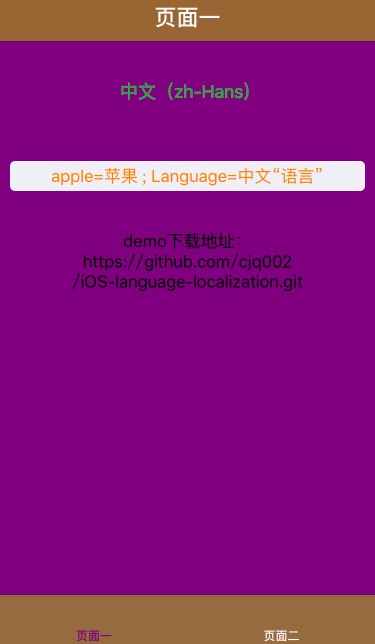 页面一
中文（zh-Hans）
apple=苹果 ; Language=中文“语言”
demo下载地址：
https://github.com/cjq002
/iOS-language-localization.git
页面一
页面二